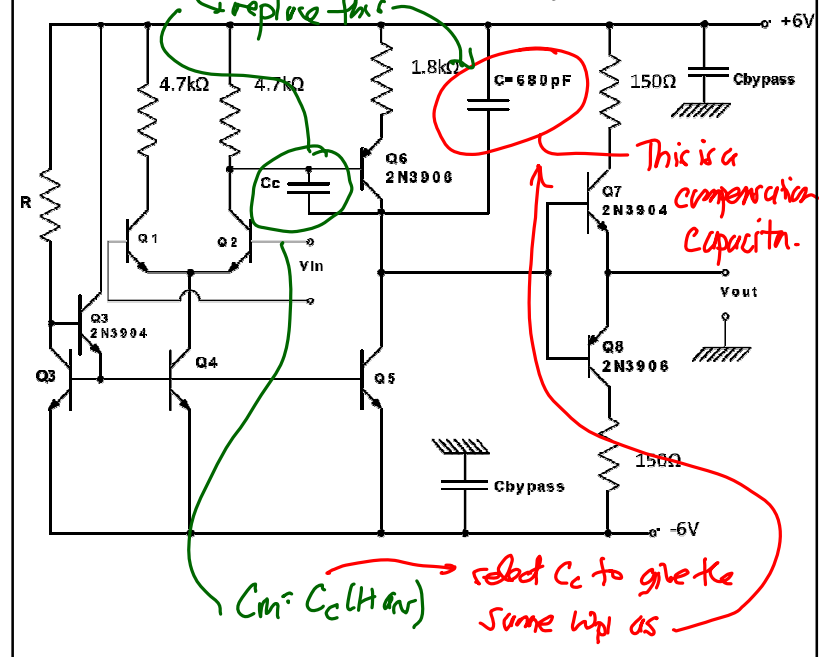 replace this
+6V
4.7kΩ
4.7kΩ
1.8kΩ
C=680pF
150Ω
Cbypass
This is a
compensation
capacitor.
Q6
2N3906
Cc
Q7
2N3904
R
Q1
Q2
Vin
Vout
Q3
2N3904
Q3
Q4
Q5
Q8
2N3906
150Ω
Cbypass
-6V
select Cc to give the
same wp1 as
Cm = Cc(1+av)